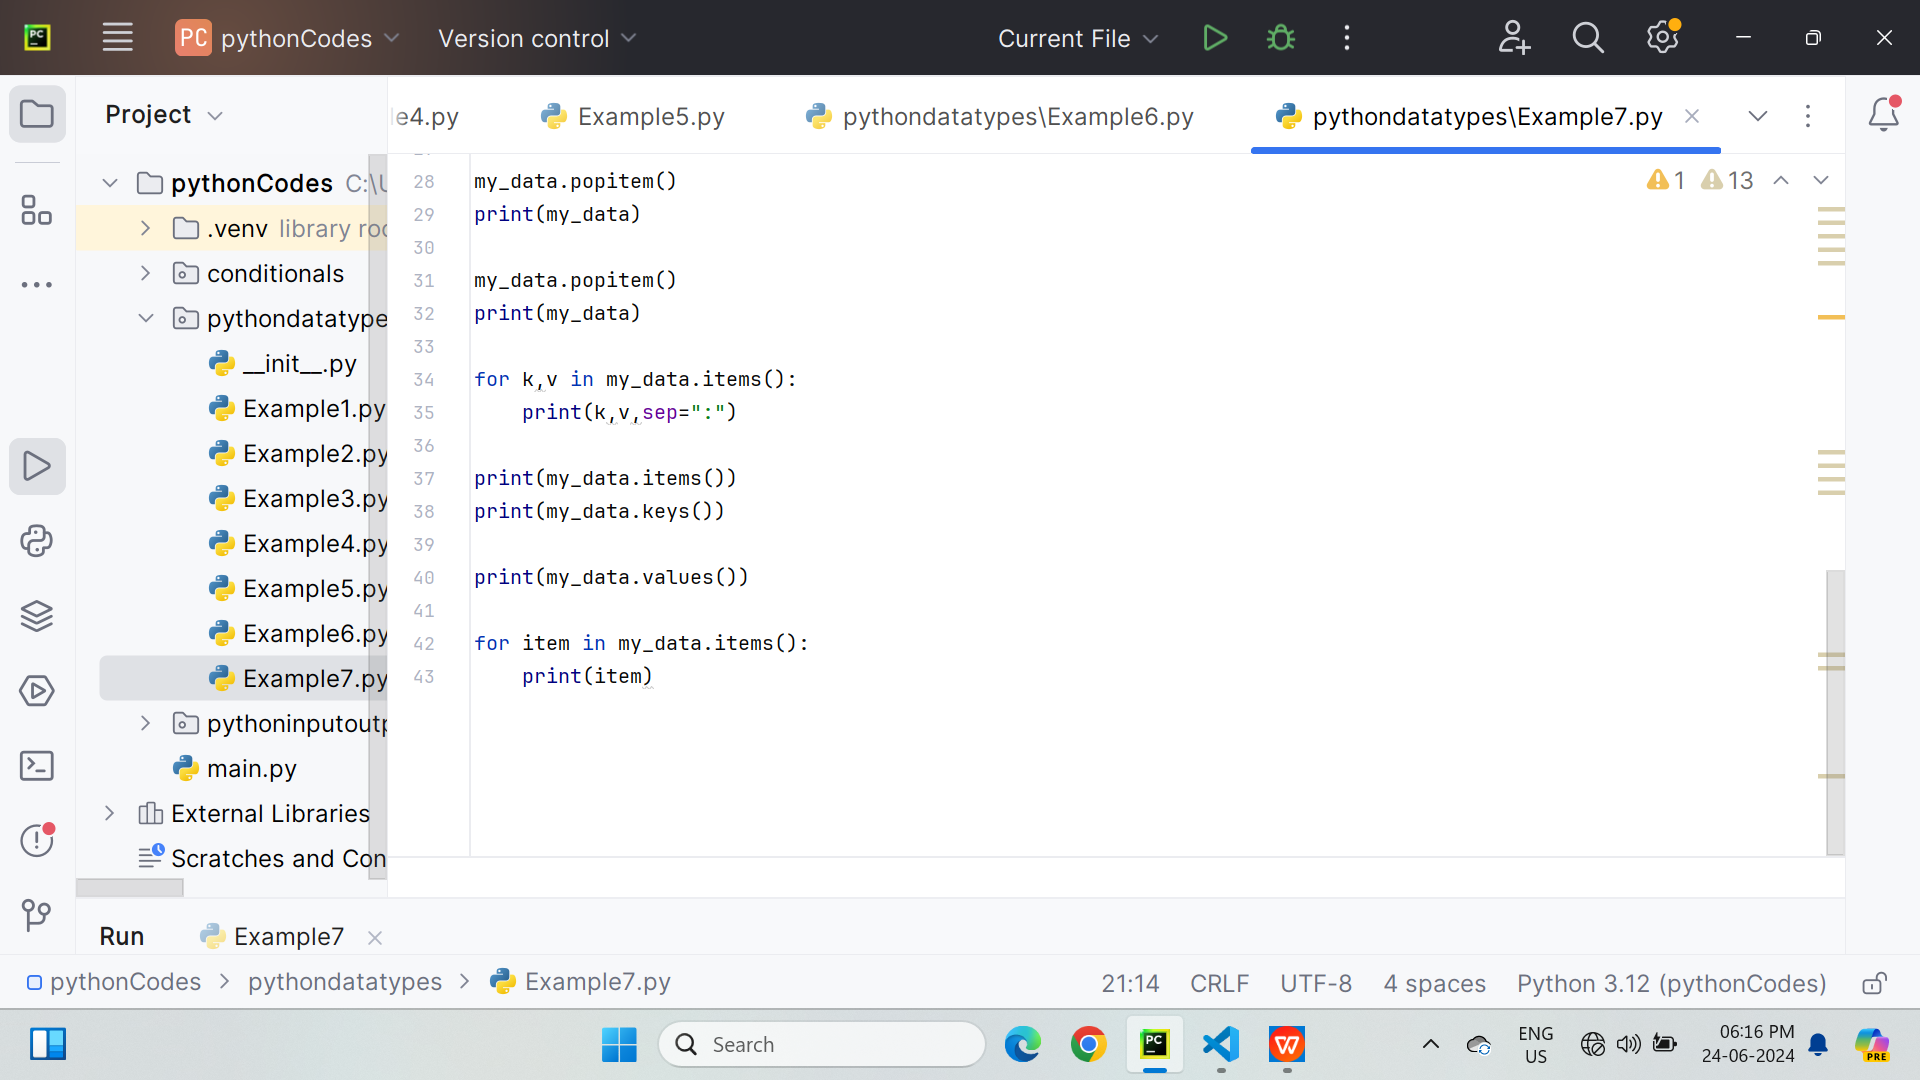 PC pythonCodes Version control Current File
Project
e4.py Example5.py pythondatatypes\Example6.py pythondatatypes\Example7.py
pythonCodes C:\U
.venv library roo
conditionals
pythondatatype
__init__.py
Example1.py
Example2.py
Example3.py
Example4.py
Example5.py
Example6.py
Example7.py
pythoninputoutp
main.py
External Libraries
Scratches and Con
1 13
28 my_data.popitem()
29 print(my_data)
30
31 my_data.popitem()
32 print(my_data)
33
34 for k,v in my_data.items():
35 print(k,v,sep=":")
36
37 print(my_data.items())
38 print(my_data.keys())
39
40 print(my_data.values())
41
42 for item in my_data.items():
43 print(item)
Run Example7
pythonCodes > pythondatatypes > Example7.py 21:14 CRLF UTF-8 4 spaces Python 3.12 (pythonCodes)
Search
ENG
US
06:16 PM
24-06-2024
PRE